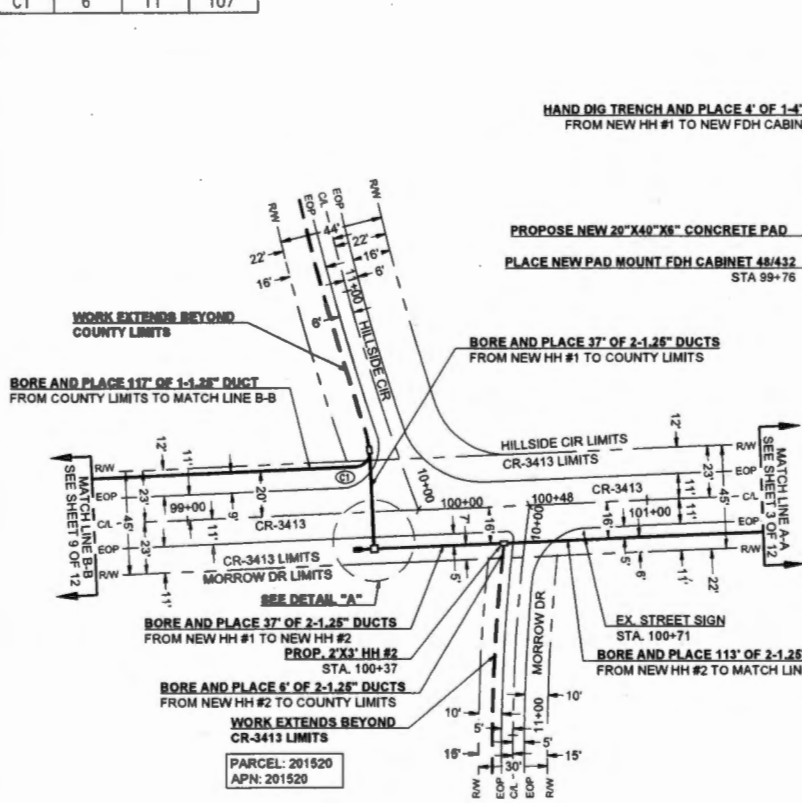 C1 6 11 107
HAND DIG TRENCH AND PLACE 4' OF 1-4"
FROM NEW HH #1 TO NEW FDH CABIN
PROPOSE NEW 20"X40"X6" CONCRETE PAD
PLACE NEW PAD MOUNT FDH CABINET 48/432
STA 99+76
R/W
EOP
C/L
EOP
R/W
44'
22'
22'
16'
16'
6'
11+00
6'
HILLSIDE CIR
WORK EXTENDS BEYOND
COUNTY LIMITS
BORE AND PLACE 37' OF 2-1.25" DUCTS
FROM NEW HH #1 TO COUNTY LIMITS
BORE AND PLACE 117' OF 1-1.25" DUCT
FROM COUNTY LIMITS TO MATCH LINE B-B
MATCH LINE B-B
SEE SHEET 9 OF 12
R/W
EOP
C/L
EOP
R/W
12'
11'
23'
45'
23'
99+00
11'
9'
20'
11'
C1
CR-3413
10+00
100+00
7'
16'
5'
100+48
10+00
HILLSIDE CIR LIMITS
CR-3413 LIMITS
CR-3413
101+00
12'
23'
11'
11'
45'
16'
5'
6'
11'
22'
R/W
EOP
C/L
EOP
R/W
MATCH LINE A-A
SEE SHEET 3 OF 12
CR-3413 LIMITS
MORROW DR LIMITS
SEE DETAIL "A"
BORE AND PLACE 37' OF 2-1.25" DUCTS
FROM NEW HH #1 TO NEW HH #2
PROP. 2'X3' HH #2
STA. 100+37
BORE AND PLACE 6' OF 2-1.25" DUCTS
FROM NEW HH #2 TO COUNTY LIMITS
WORK EXTENDS BEYOND
CR-3413 LIMITS
EX. STREET SIGN
STA. 100+71
BORE AND PLACE 113' OF 2-1.25"
FROM NEW HH #2 TO MATCH LIN
MORROW DR
11+00
10'
10'
5'
5'
15'
15'
30'
R/W
EOP
C/L
EOP
R/W
PARCEL: 201520
APN: 201520